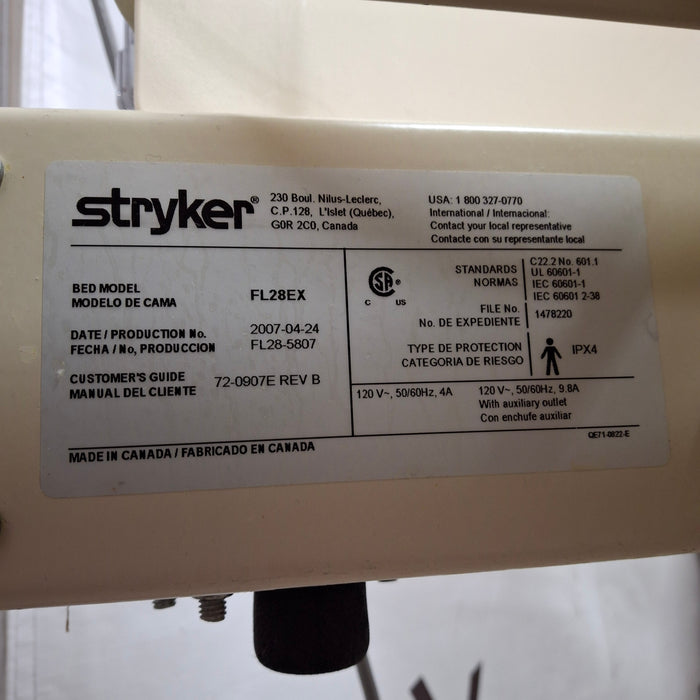 stryker®
230 Boul. Nilus-Leclerc,
C.P.128, L'Islet (Québec),
G0R 2C0, Canada
USA: 1 800 327-0770
International / Internacional:
Contact your local representative
Contacte con su representante local
BED MODEL
MODELO DE CAMA
FL28EX
DATE / PRODUCTION No.
FECHA / No, PRODUCCION
2007-04-24
FL28-5807
CUSTOMER'S GUIDE
MANUAL DEL CLIENTE
72-0907E REV B
CSA®
C US
STANDARDS
NORMAS
C22.2 No. 601.1
UL 60601-1
IEC 60601-1
IEC 60601 2-38
FILE No.
No. DE EXPEDIENTE
1478220
TYPE DE PROTECTION
CATEGORIA DE RIESGO
IPX4
120 V~, 50/60Hz, 4A
120 V~, 50/60Hz, 9.8A
With auxiliary outlet
Con enchufe auxiliar
QE71-0822-E
MADE IN CANADA / FABRICADO EN CANADA